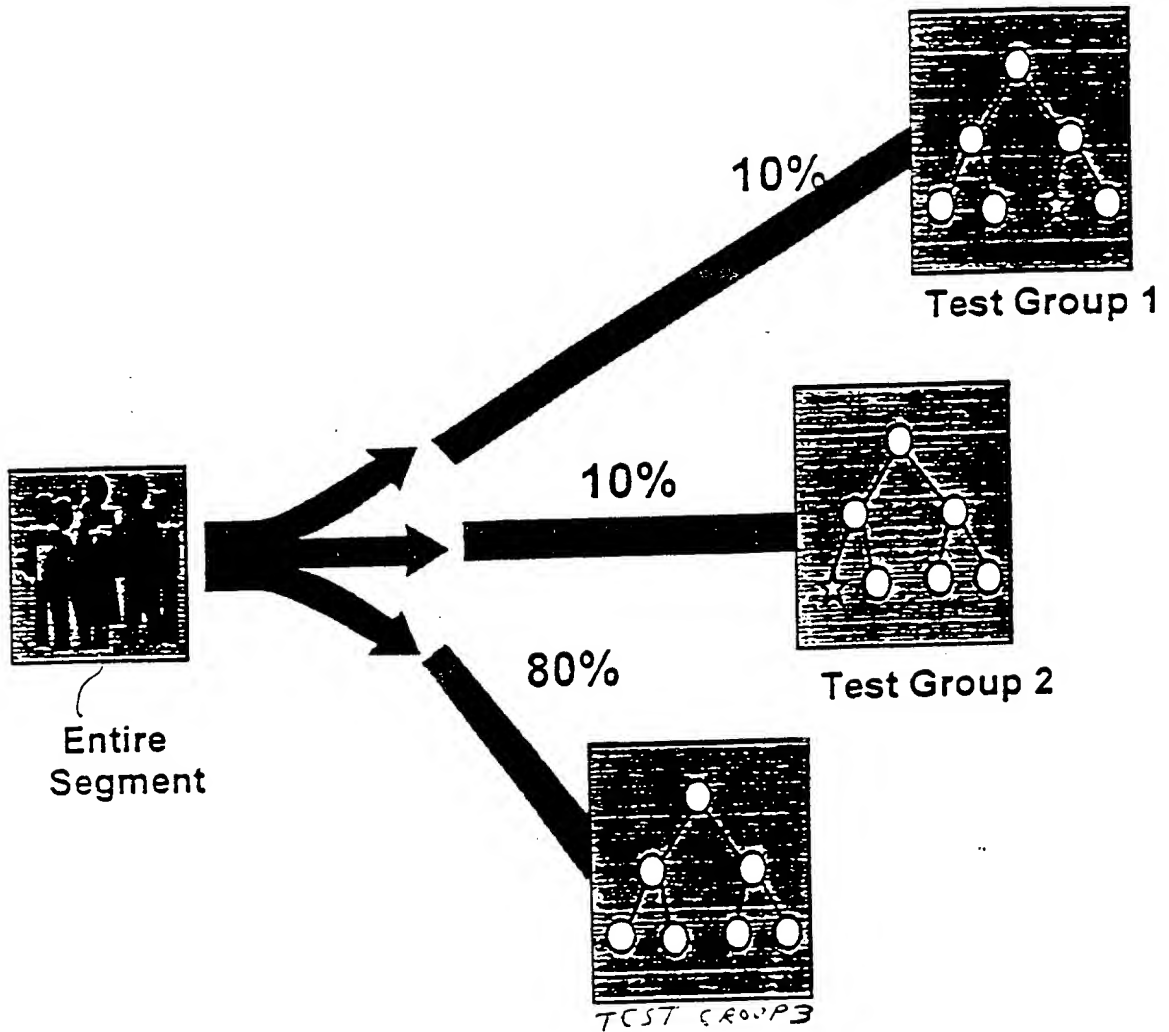 10%
Test Group 1
10%
Test Group 2
80%
Entire
Segment
TEST GROUP3